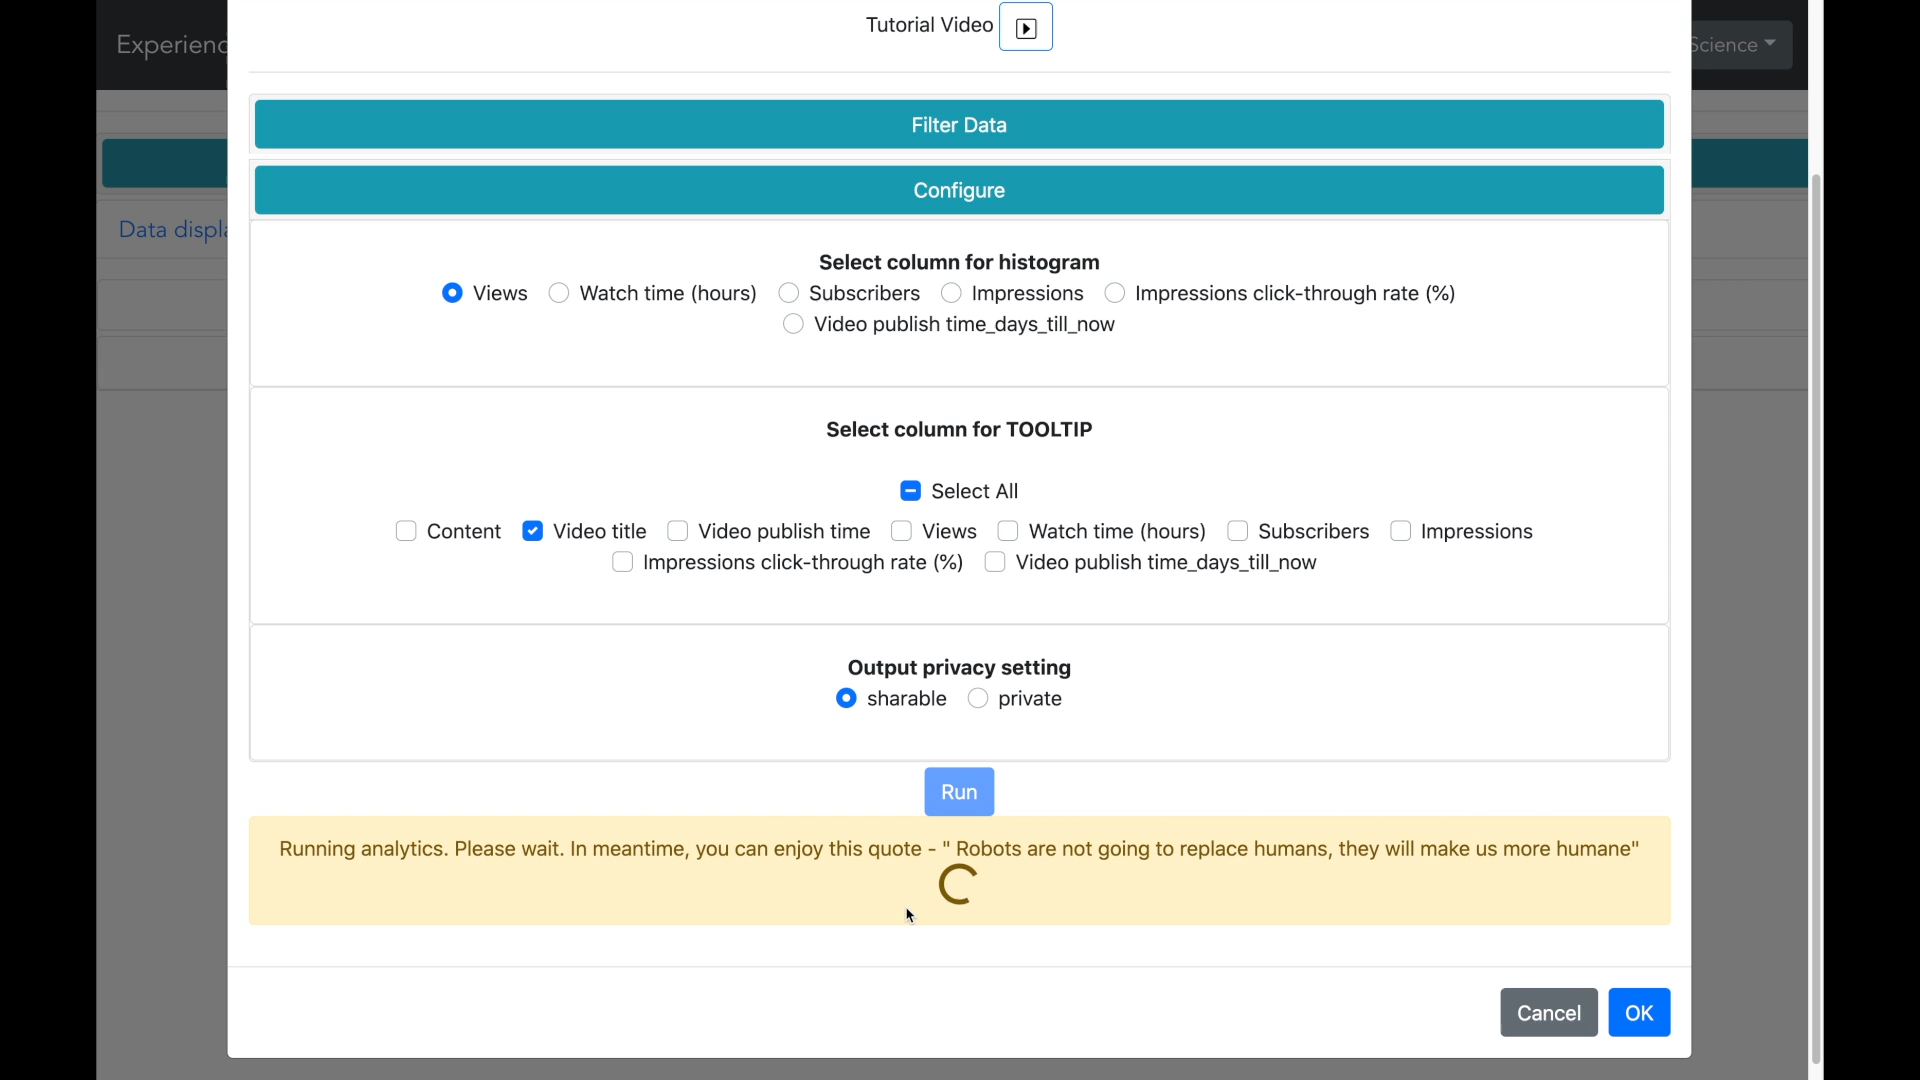 Tutorial Video
Experienc
Science
Filter Data
Configure
Data displa
Select column for histogram
Views Watch time (hours) Subscribers Impressions Impressions click-through rate (%)
Video publish time_days_till_now
Select column for TOOLTIP
Select All
Content Video title Video publish time Views Watch time (hours) Subscribers Impressions
Impressions click-through rate (%) Video publish time_days_till_now
Output privacy setting
sharable private
Run
Running analytics. Please wait. In meantime, you can enjoy this quote - " Robots are not going to replace humans, they will make us more humane"
Cancel OK